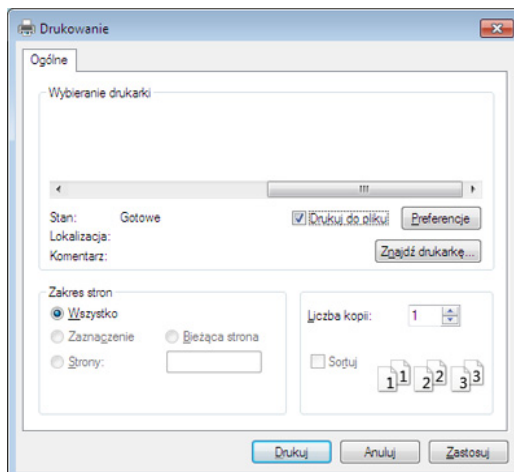 Drukowanie
Ogólne
Wybieranie drukarki
Stan: Gotowe
Drukuj do pliku
Preferencje
Lokalizacja:
Komentarz:
Znajdź drukarkę...
Zakres stron
Wszystko
Zaznaczenie
Bieżąca strona
Strony:
Liczba kopii: 1
Sortuj
1 1 2 2 3 3
Drukuj
Anuluj
Zastosuj